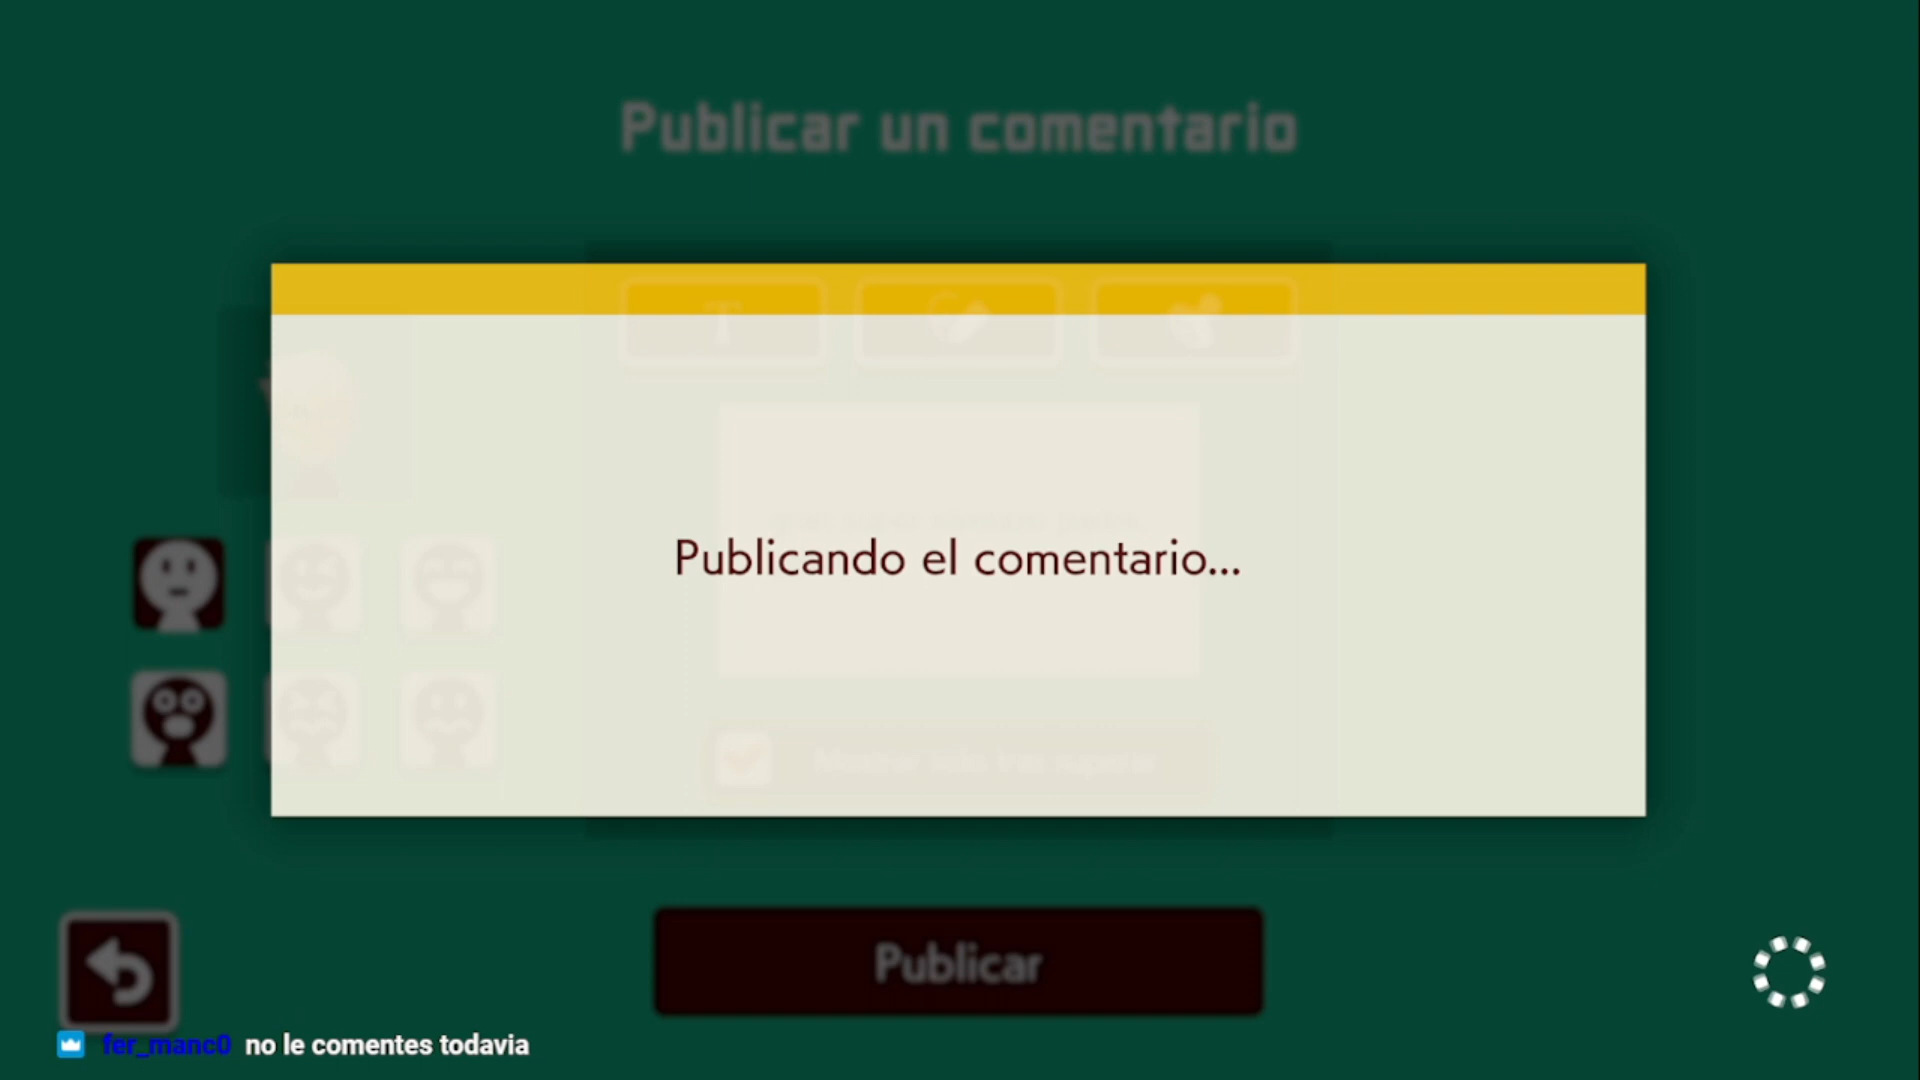 Publicar un comentario
T
Publicando el comentario...
Publicar
fer_manc0 no le comentes todavia